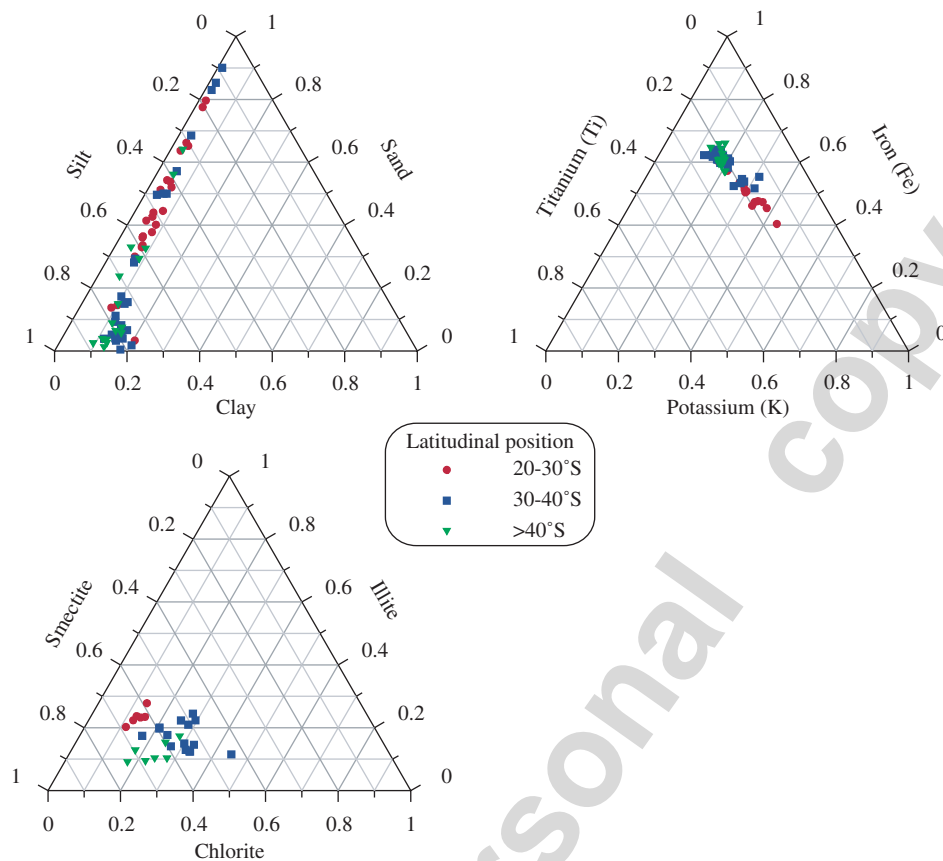 0 1
0.2 0.8
Silt Sand
0.4 0.6
0.6 0.4
0.8 0.2
1 0
0 0.2 0.4 0.6 0.8 1
Clay
0 1
0.2 0.8
Titanium (Ti) Iron (Fe)
0.4 0.6
0.6 0.4
0.8 0.2
1 0
0 0.2 0.4 0.6 0.8 1
Potassium (K)
Latitudinal position
20-30°S
30-40°S
>40°S
0 1
0.2 0.8
Smectite Illite
0.4 0.6
0.6 0.4
0.8 0.2
1 0
0 0.2 0.4 0.6 0.8 1
Chlorite
rsonal copy